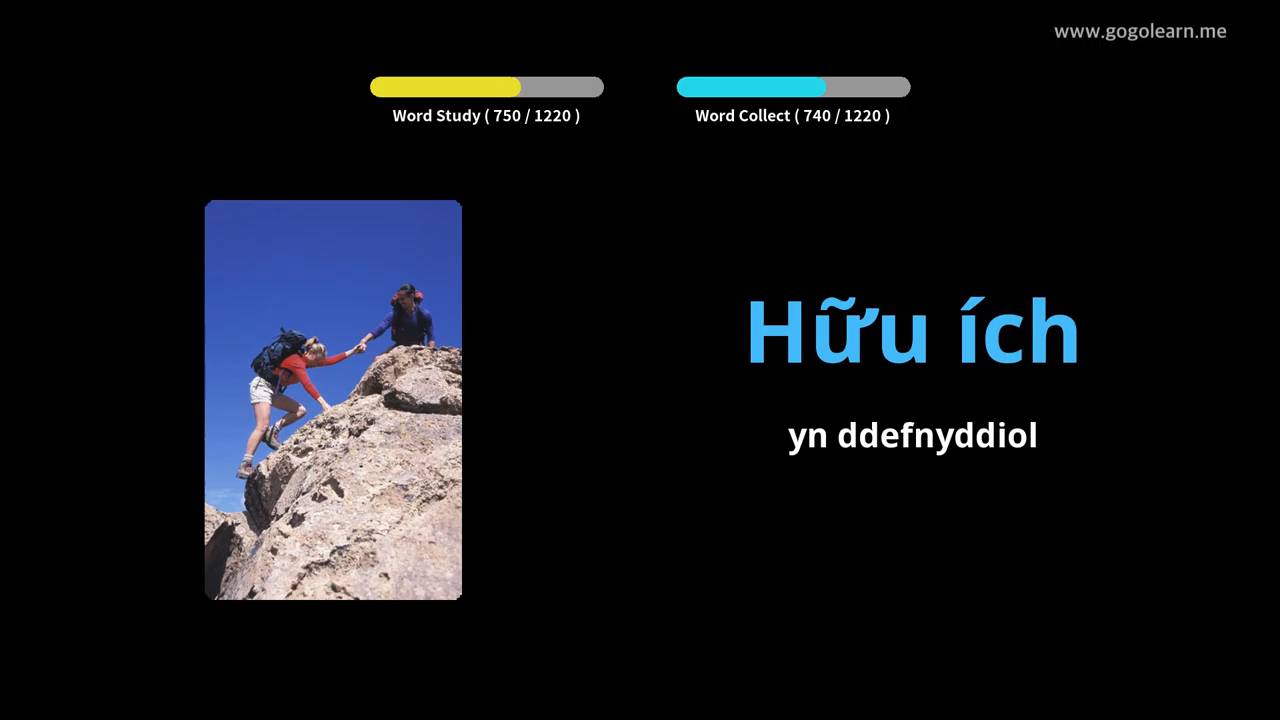 www.gogolearn.me
Word Study ( 750 / 1220 )
Word Collect ( 740 / 1220 )
Hữu ích
yn ddefnyddiol